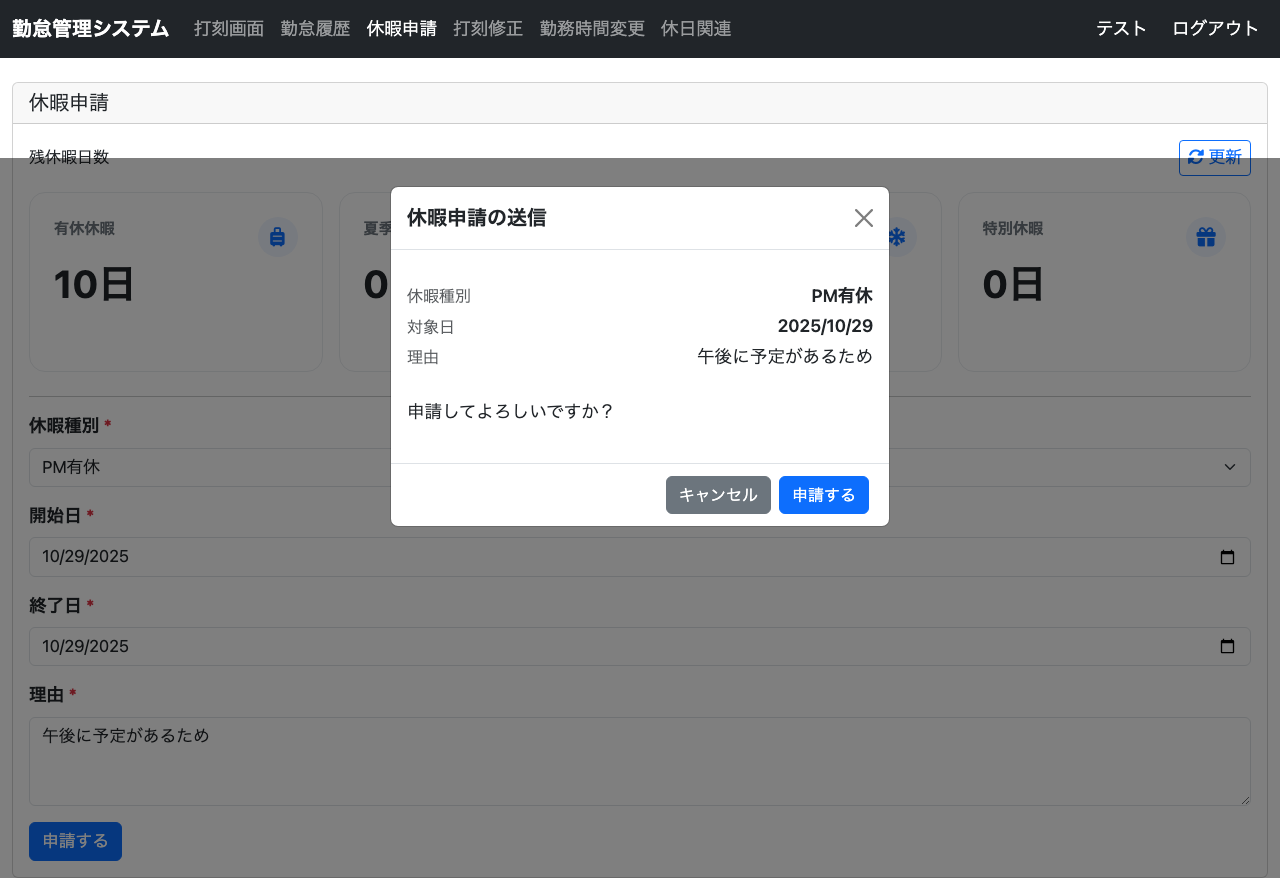 勤怠管理システム 打刻画面 勤怠履歴 休暇申請 打刻修正 勤務時間変更 休日関連 テスト ログアウト
休暇申請
残休暇日数 更新
有休休暇 夏季 特別休暇
10日 0 0日
休暇申請の送信
休暇種別 PM有休
対象日 2025/10/29
理由 午後に予定があるため
申請してよろしいですか？
キャンセル 申請する
休暇種別 *
PM有休
開始日 *
10/29/2025
終了日 *
10/29/2025
理由 *
午後に予定があるため
申請する